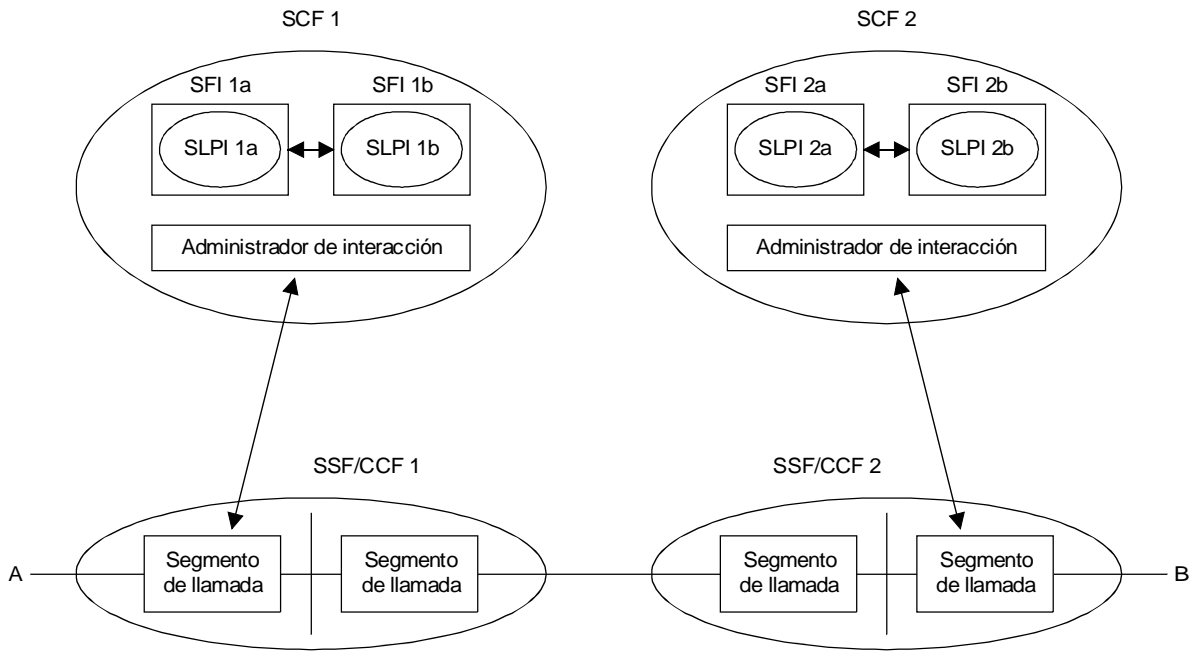 SCF 1
SCF 2
SFI 1a
SFI 1b
SFI 2a
SFI 2b
SLPI 1a
SLPI 1b
SLPI 2a
SLPI 2b
Administrador de interacción
Administrador de interacción
SSF/CCF 1
SSF/CCF 2
A
Segmento
de llamada
Segmento
de llamada
Segmento
de llamada
Segmento
de llamada
B